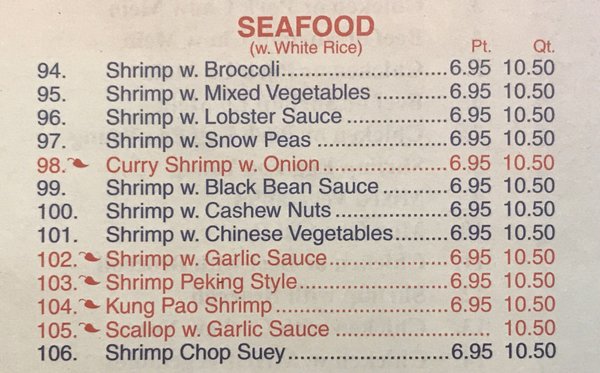 SEAFOOD
(w. White Rice) Pt. Qt.
94. Shrimp w. Broccoli 6.95 10.50
95. Shrimp w. Mixed Vegetables 6.95 10.50
96. Shrimp w. Lobster Sauce 6.95 10.50
97. Shrimp w. Snow Peas 6.95 10.50
98. Curry Shrimp w. Onion 6.95 10.50
99. Shrimp w. Black Bean Sauce 6.95 10.50
100. Shrimp w. Cashew Nuts 6.95 10.50
101. Shrimp w. Chinese Vegetables 6.95 10.50
102. Shrimp w. Garlic Sauce 6.95 10.50
103. Shrimp Peking Style 6.95 10.50
104. Kung Pao Shrimp 6.95 10.50
105. Scallop w. Garlic Sauce 10.50
106. Shrimp Chop Suey 6.95 10.50